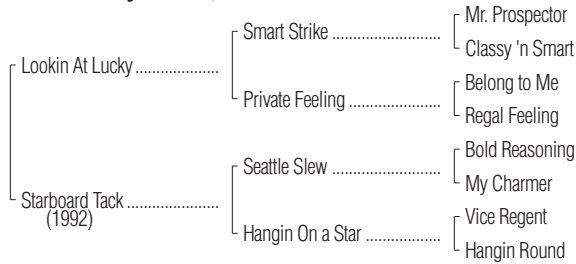 Mr. Prospector
Smart Strike ......................
Classy 'n Smart
Lookin At Lucky ....................
Belong to Me
Private Feeling ......................
Regal Feeling
Bold Reasoning
Seattle Slew ......................
My Charmer
Starboard Tack ......................
(1992)
Vice Regent
Hangin On a Star ..................
Hangin Round